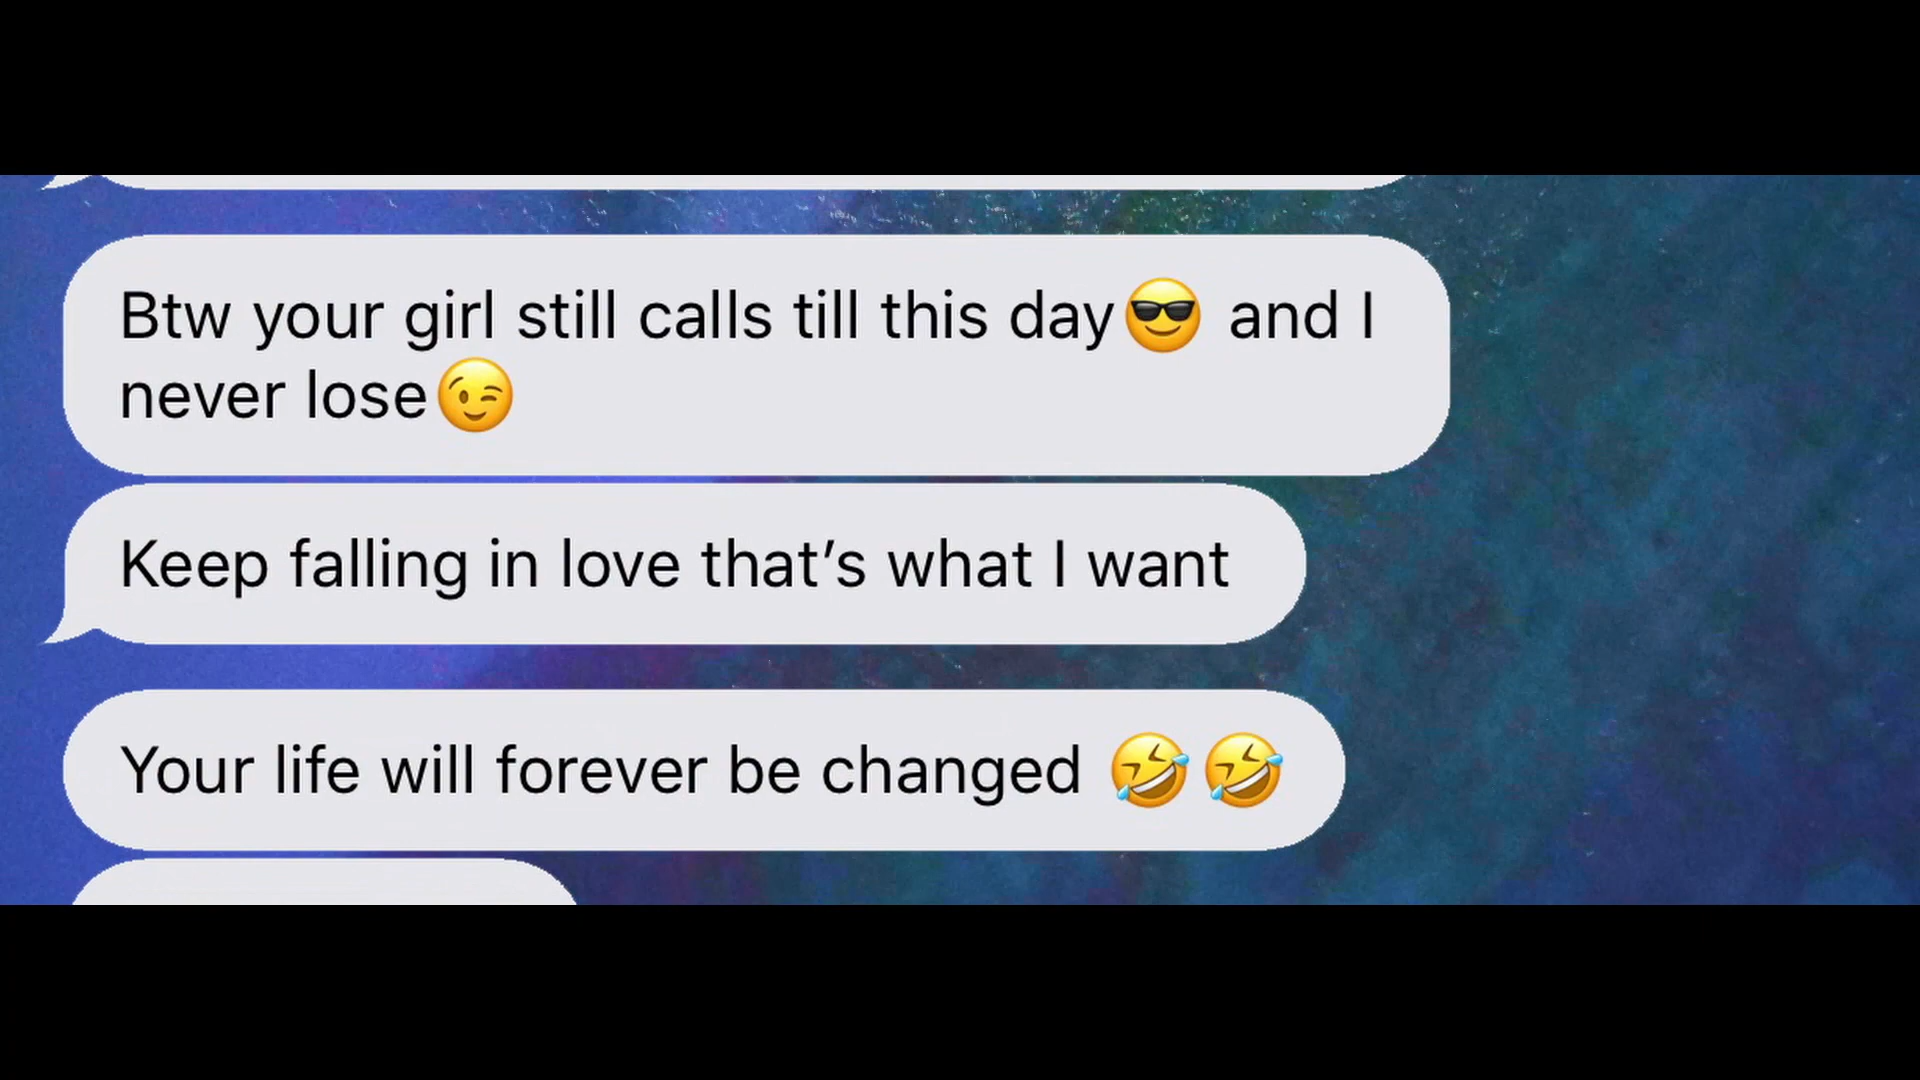 Btw your girl still calls till this day😎 and I
never lose😉
Keep falling in love that’s what I want
Your life will forever be changed 🤣🤣